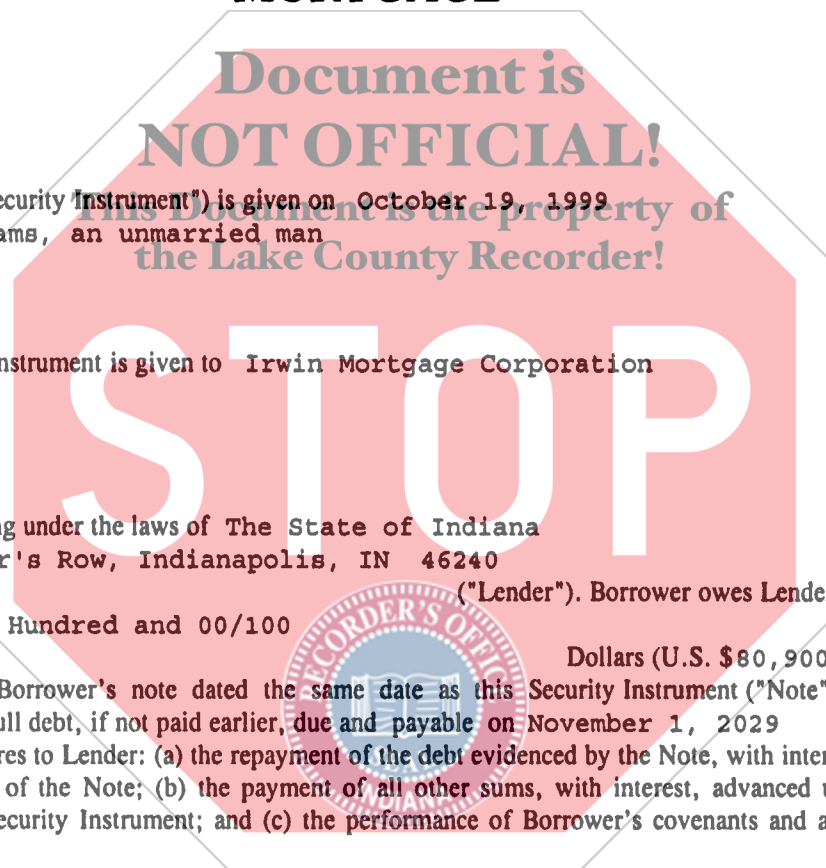 MORTGAGE
Document is
NOT OFFICIAL!
ecurity Instrument") is given on October 19, 1999
This Document is the property of
ams, an unmarried man
the Lake County Recorder!
nstrument is given to Irwin Mortgage Corporation
STOP
ng under the laws of The State of Indiana
r's Row, Indianapolis, IN 46240
("Lender"). Borrower owes Lende
Hundred and 00/100
RECORDER'S OFFICE
Dollars (U.S. $80,900
Borrower's note dated the same date as this Security Instrument ("Note"
ull debt, if not paid earlier, due and payable on November 1, 2029
res to Lender: (a) the repayment of the debt evidenced by the Note, with inter
of the Note; (b) the payment of all other sums, with interest, advanced u
INDIANA
ecurity Instrument; and (c) the performance of Borrower's covenants and a